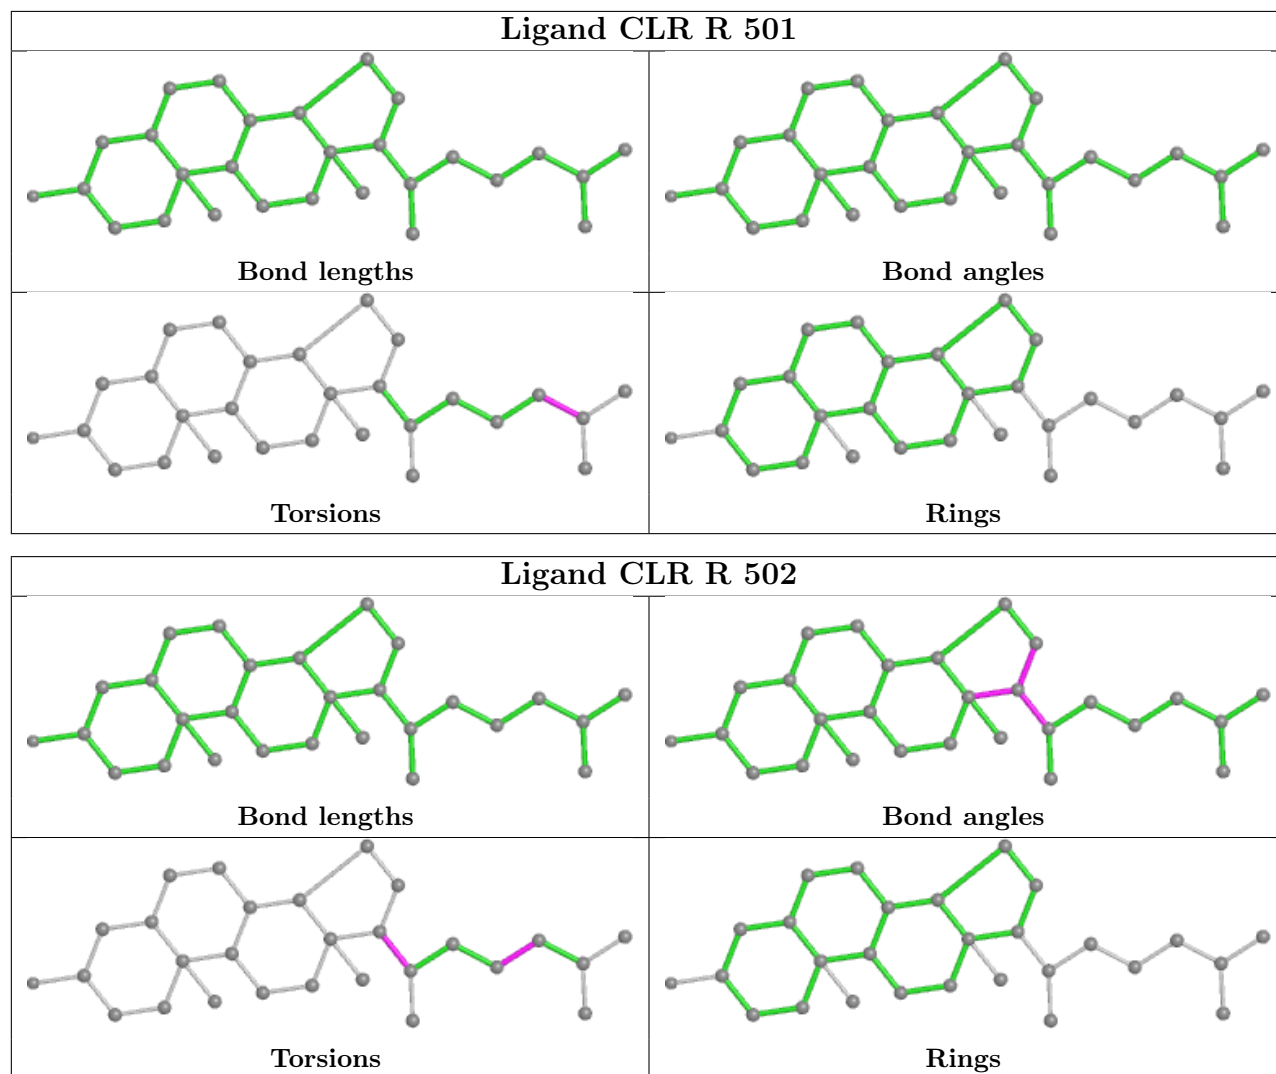 Ligand CLR R 501
Bond lengths
Bond angles
Torsions
Rings
Ligand CLR R 502
Bond lengths
Bond angles
Torsions
Rings